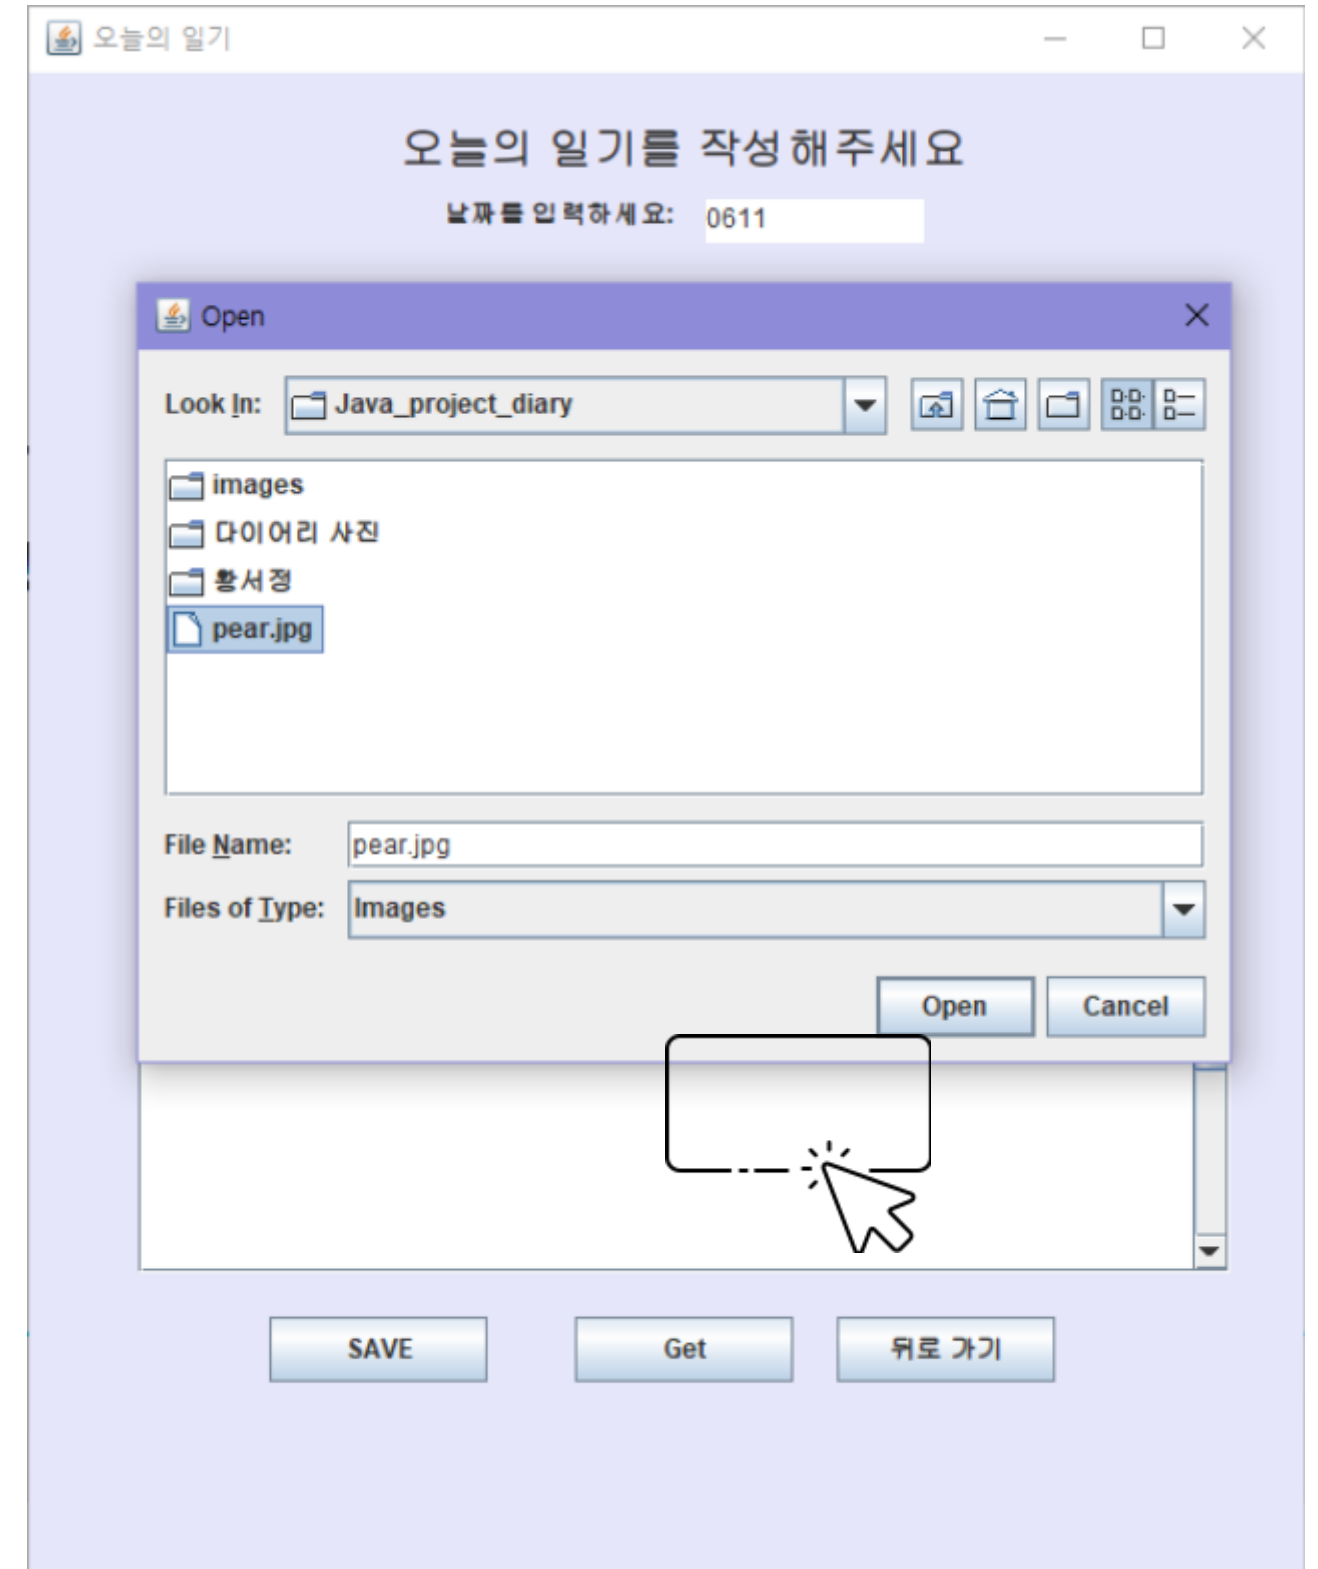 오늘의 일기
오늘의 일기를 작성해주세요
날짜를 입력하세요: 0611
Open
Look In: Java_project_diary
images
다이어리 사진
황서정
pear.jpg
File Name: pear.jpg
Files of Type: Images
Open Cancel
SAVE Get 뒤로 가기